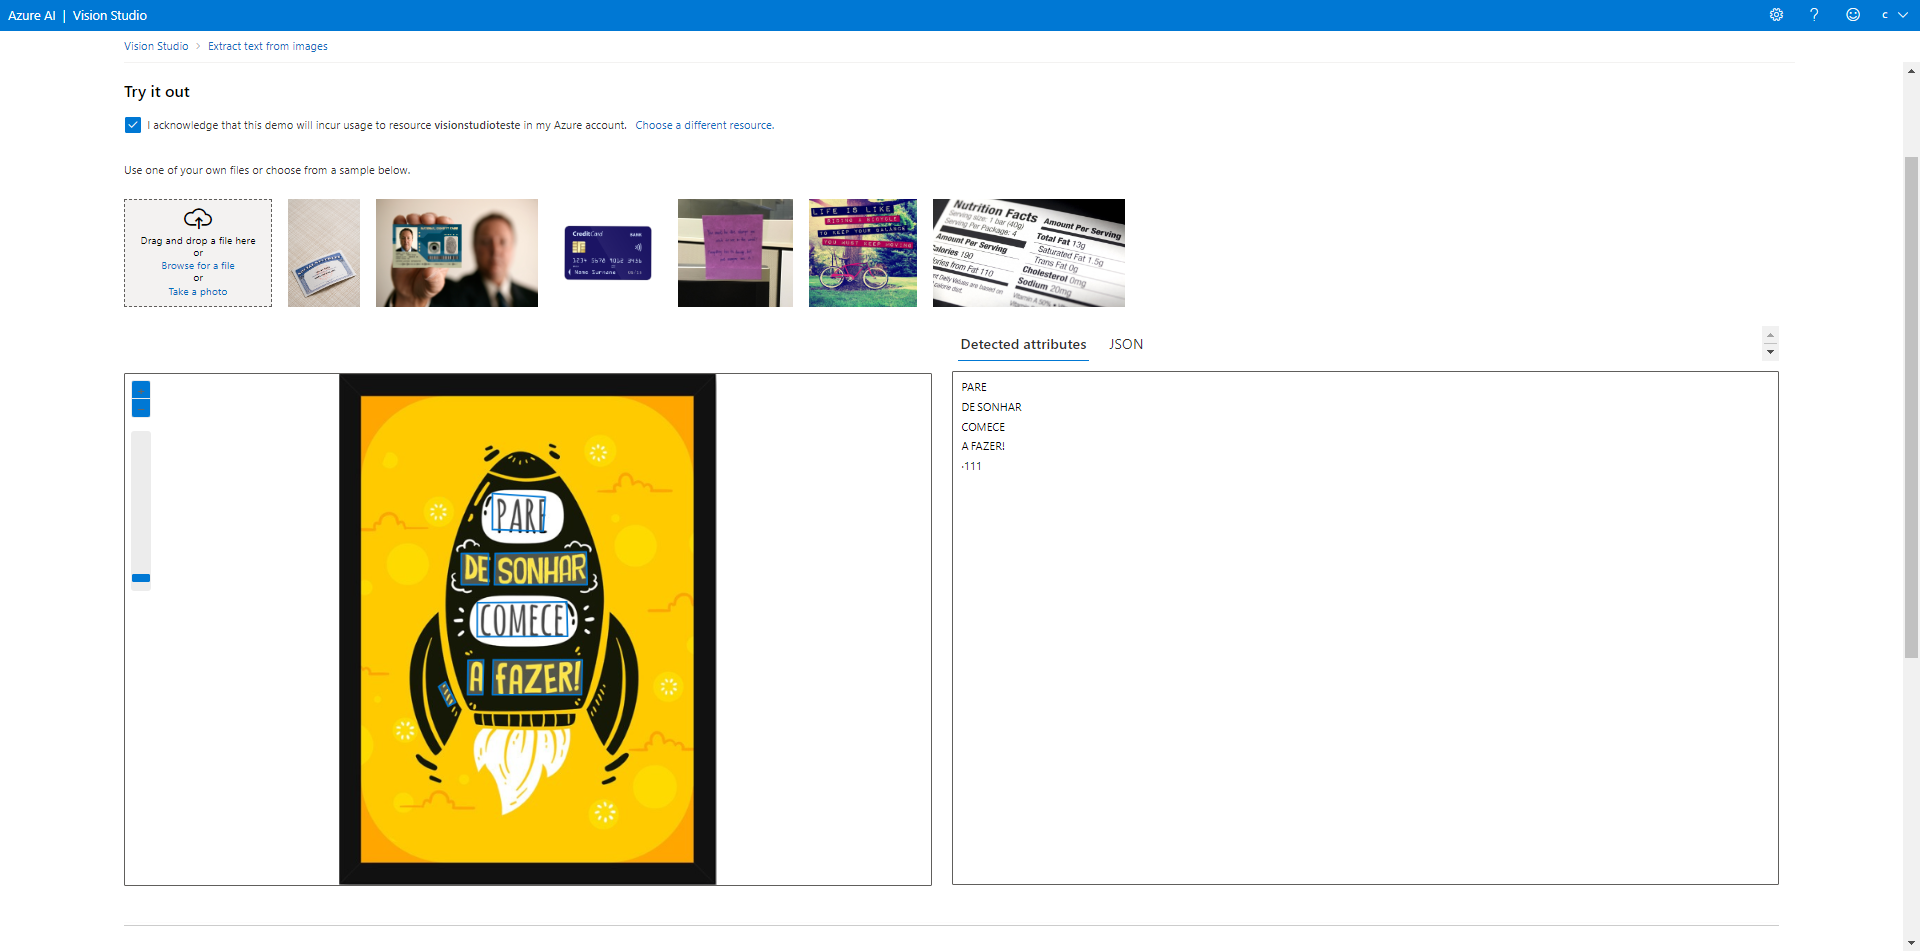 Azure AI | Vision Studio
Vision Studio > Extract text from images
Try it out
I acknowledge that this demo will incur usage to resource visionstudioteste in my Azure account. Choose a different resource.
Use one of your own files or choose from a sample below.
Drag and drop a file here
or
Browse for a file
or
Take a photo
CreditCard BANK
1234 5678 9012 3456
Name Surname
LIFE IS LIKE
RIDING A BICYCLE
TO KEEP YOUR BALANCE
YOU MUST KEEP MOVING
Nutrition Facts
Serving size: 1 bar (40g)
Serving Per Package: 4
Amount Per Serving
Calories 190
Calories from Fat 110
Amount Per Serving
Total Fat 13g
Saturated Fat 1.5g
Trans Fat 0g
Cholesterol 0mg
Sodium 20mg
Detected attributes JSON
PARE
DE SONHAR
COMECE
A FAZER!
PARE
DE SONHAR
COMECE
A FAZER!
·111